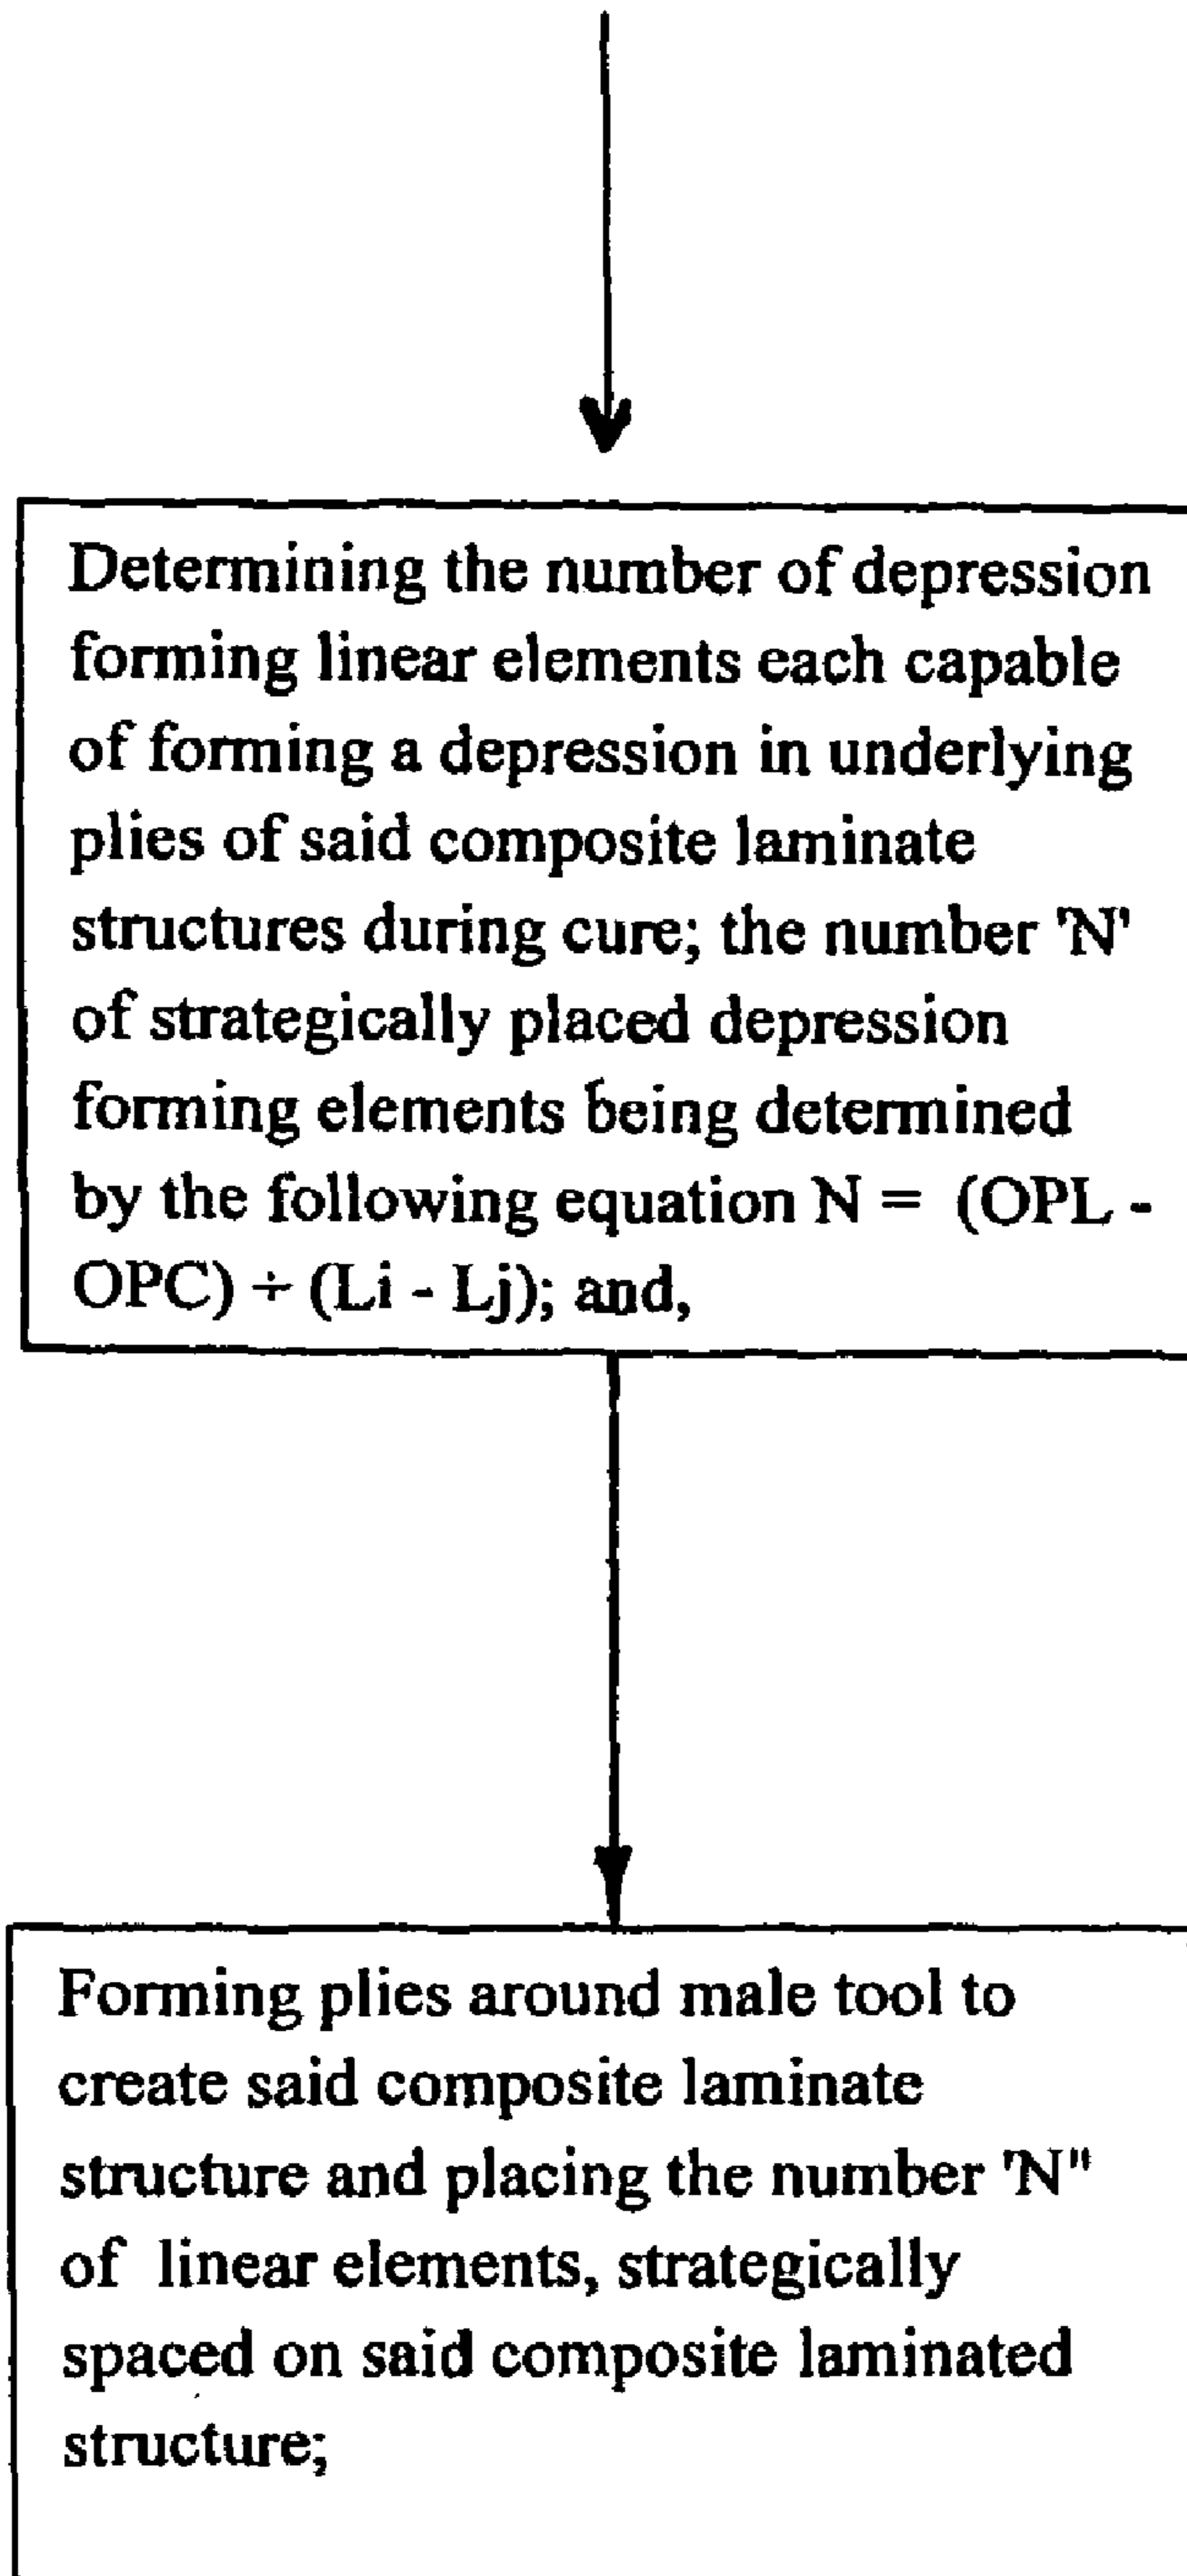 Determining the number of depression
forming linear elements each capable
of forming a depression in underlying
plies of said composite laminate
structures during cure; the number 'N'
of strategically placed depression
forming elements being determined
by the following equation N = (OPL -
OPC) ÷ (Li - Lj); and,
Forming plies around male tool to
create said composite laminate
structure and placing the number 'N"
of linear elements, strategically
spaced on said composite laminated
structure;